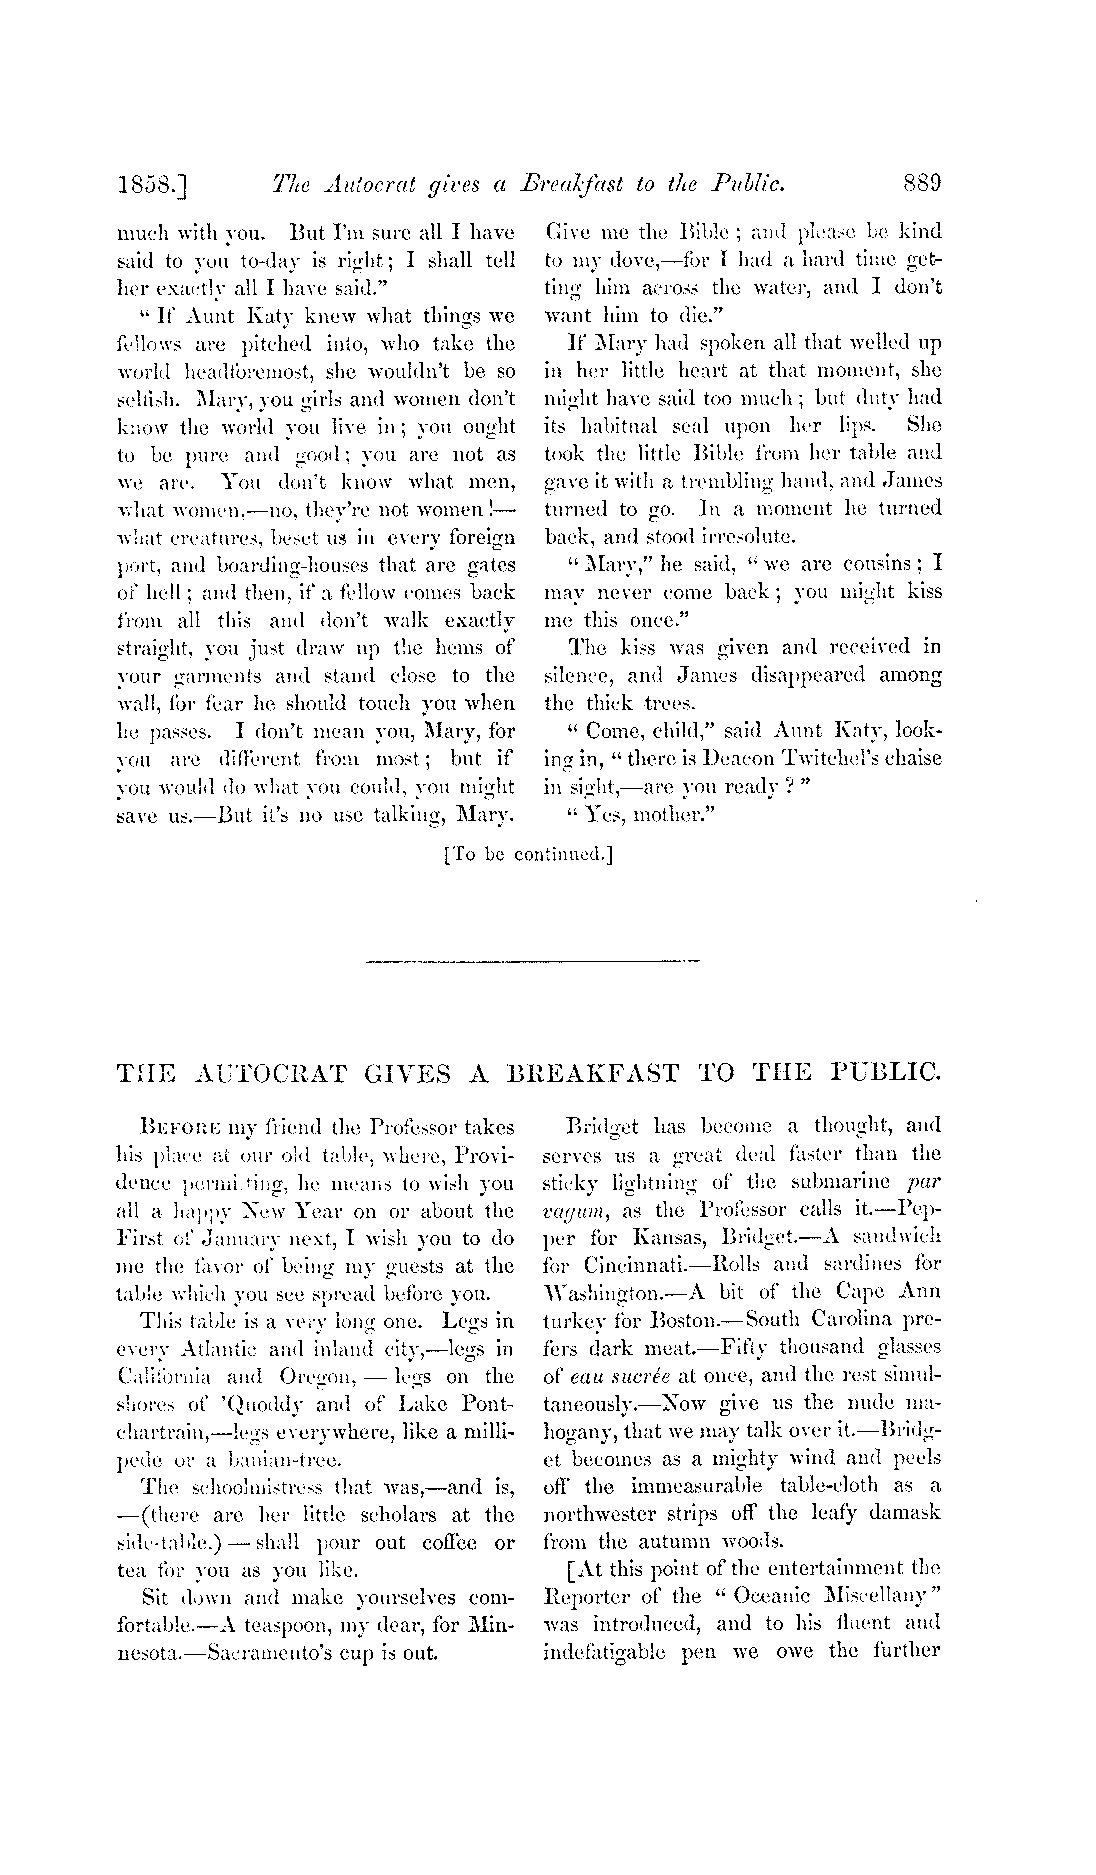 1858.] The Autocrat gives a Breakfast to the Public. 889
much with you. But I'm sure all I have
said to you to-day is right; I shall tell
her exactly all I have said."
" If Aunt Katy knew what things we
fellows are pitched into, who take the
world headforemost, she wouldn't be so
selfish. Mary, you girls and women don't
know the world you live in; you ought
to be pure and good; you are not as
we are. You don't know what men,
what women,—no, they're not women!—
what creatures, beset us in every foreign
port, and boarding-houses that are gates
of hell; and then, if a fellow comes back
from all this and don't walk exactly
straight, you just draw up the hems of
your garments and stand close to the
wall, for fear he should touch you when
he passes. I don't mean you, Mary, for
you are different from most; but if
you would do what you could, you might
save us.—But it's no use talking, Mary.
Give me the Bible; and please be kind
to my dove,—for I had a hard time get-
ting him across the water, and I don't
want him to die."
If Mary had spoken all that welled up
in her little heart at that moment, she
might have said too much; but duty had
its habitual seal upon her lips. She
took the little Bible from her table and
gave it with a trembling hand, and James
turned to go. In a moment he turned
back, and stood irresolute.
" Mary," he said, " we are cousins; I
may never come back; you might kiss
me this once."
The kiss was given and received in
silence, and James disappeared among
the thick trees.
" Come, child," said Aunt Katy, look-
ing in, " there is Deacon Twitchel's chaise
in sight,—are you ready ? "
" Yes, mother."
[To be continued.]
THE AUTOCRAT GIVES A BREAKFAST TO THE PUBLIC.
BEFORE my friend the Professor takes
his place at our old table, where, Provi-
dence permitting, he means to wish you
all a happy New Year on or about the
First of January next, I wish you to do
me the favor of being my guests at the
table which you see spread before you.
This table is a very long one. Legs in
every Atlantic and inland city,—legs in
California and Oregon, — legs on the
shores of 'Quoddy and of Lake Pont-
chartrain,—legs everywhere, like a milli-
pede or a banian-tree.
The schoolmistress that was,—and is,
—(there are her little scholars at the
side-table.) — shall pour out coffee or
tea for you as you like.
Sit down and make yourselves com-
fortable.—A teaspoon, my dear, for Min-
nesota.—Sacramento's cup is out.
Bridget has become a thought, and
serves us a great deal faster than the
sticky lightning of the submarine par
vagum, as the Professor calls it.—Pep-
per for Kansas, Bridget.—A sandwich
for Cincinnati.—Rolls and sardines for
Washington.—A bit of the Cape Ann
turkey for Boston.—South Carolina pre-
fers dark meat.—Fifty thousand glasses
of eau sucrée at once, and the rest simul-
taneously.—Now give us the nude ma-
hogany, that we may talk over it.—Bridg-
et becomes as a mighty wind and peels
off the immeasurable table-cloth as a
northwester strips off the leafy damask
from the autumn woods.
[At this point of the entertainment the
Reporter of the " Oceanic Miscellany"
was introduced, and to his fluent and
indefatigable pen we owe the further